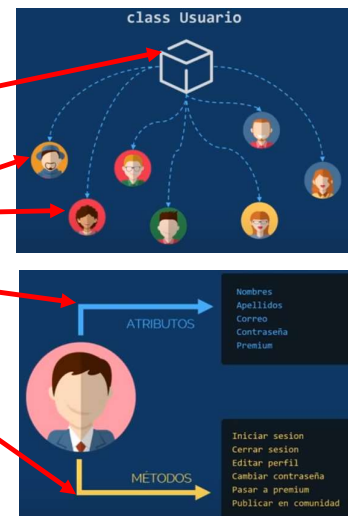 class Usuario
ATRIBUTOS
Nombres
Apellidos
Correo
Contraseña
Premium
MÉTODOS
Iniciar sesion
Cerrar sesion
Editar perfil
Cambiar contraseña
Pasar a premium
Publicar en comunidad